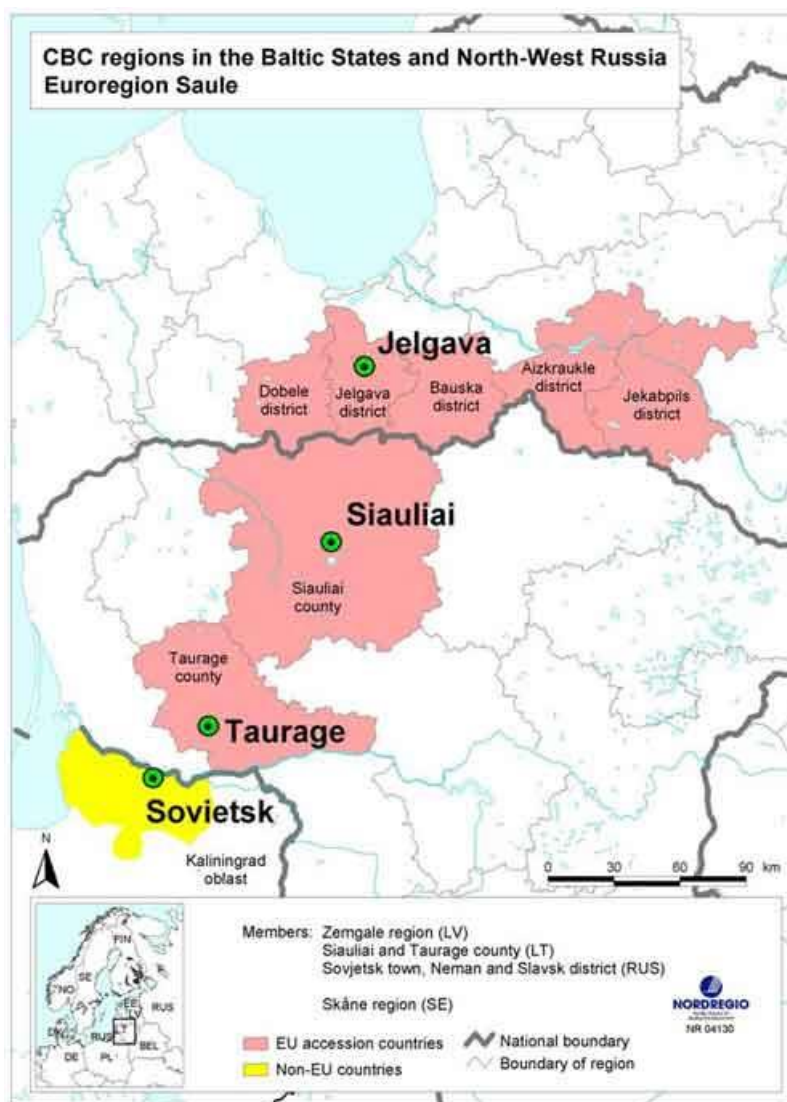 CBC regions in the Baltic States and North-West Russia
Euroregion Saule
Jelgava
Dobele
district
Jelgava
district
Bauska
district
Aizkraukle
district
Jekabpils
district
Siauliai
Siauliai
county
Taurage
county
Taurage
Sovietsk
Kaliningrad
oblast
N
0 30 60 90 km
Members: Zemgale region (LV)
Siauliai and Taurage county (LT)
Sovjetsk town, Neman and Slavsk district (RUS)
Skåne region (SE)
EU accession countries
Non-EU countries
National boundary
Boundary of region
NORDREGIO
NR 04130
FIN
SE
NO
EE
LV
RUS
LT
RUS
DE
PL
BEL